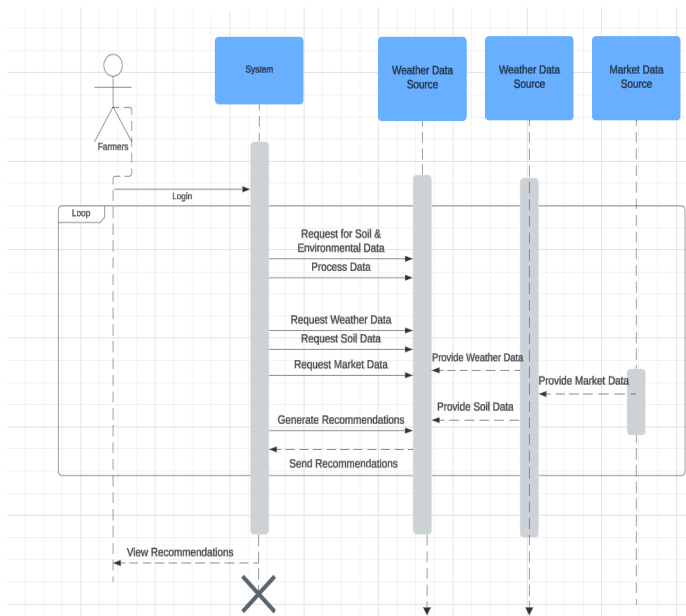 System
Weather Data
Source
Weather Data
Source
Market Data
Source
Farmers
Login
Loop
Request for Soil &
Environmental Data
Process Data
Request Weather Data
Request Soil Data
Request Market Data
Provide Weather Data
Provide Market Data
Provide Soil Data
Generate Recommendations
Send Recommendations
View Recommendations